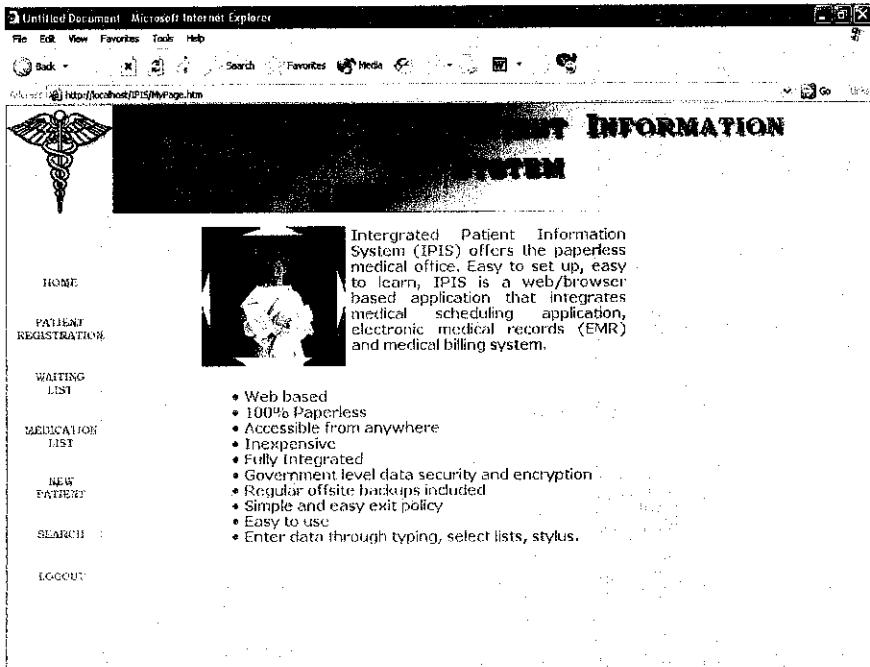 Untitled Document - Microsoft Internet Explorer
File Edit View Favorites Tools Help
Back Search Favorites Media
http://localhost/IPIS/MyPage.htm Go Links
INFORMATION
SYSTEM
Intergrated Patient Information
System (IPIS) offers the paperless
medical office. Easy to set up, easy
to learn, IPIS is a web/browser
based application that integrates
medical scheduling application,
electronic medical records (EMR)
and medical billing system.
HOME
PATIENT
REGISTRATION
WAITING
LIST
MEDICATION
LIST
NEW
PATIENT
SEARCH
LOGOUT
• Web based
• 100% Paperless
• Accessible from anywhere
• Inexpensive
• Fully Integrated
• Government level data security and encryption
• Regular offsite backups included
• Simple and easy exit policy
• Easy to use
• Enter data through typing, select lists, stylus.